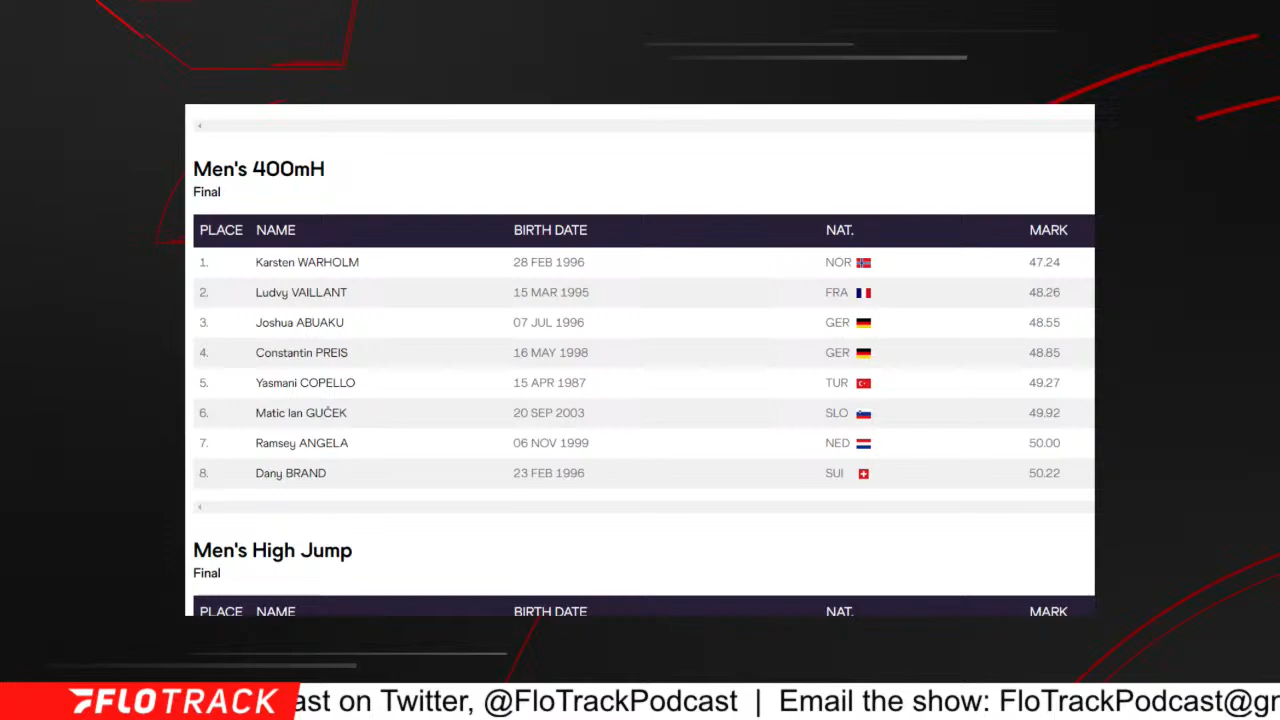 Men's 400mH
Final
PLACE NAME BIRTH DATE NAT. MARK
1. Karsten WARHOLM 28 FEB 1996 NOR 47.24
2. Ludvy VAILLANT 15 MAR 1995 FRA 48.26
3. Joshua ABUAKU 07 JUL 1996 GER 48.55
4. Constantin PREIS 16 MAY 1998 GER 48.85
5. Yasmani COPELLO 15 APR 1987 TUR 49.27
6. Matic Ian GUČEK 20 SEP 2003 SLO 49.92
7. Ramsey ANGELA 06 NOV 1999 NED 50.00
8. Dany BRAND 23 FEB 1996 SUI 50.22
Men's High Jump
Final
PLACE NAME BIRTH DATE NAT. MARK
FLOTRACK ast on Twitter, @FloTrackPodcast | Email the show: FloTrackPodcast@gm